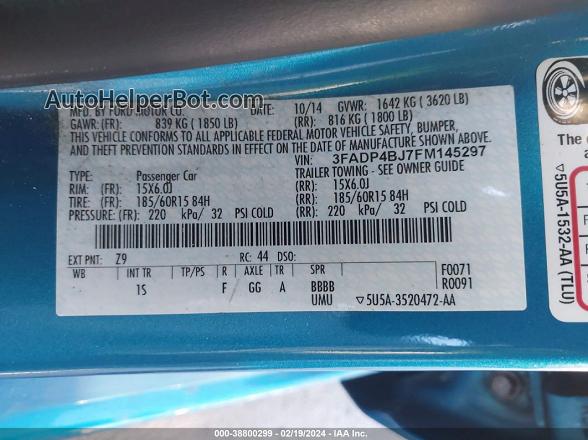 https://bidhistory.org
MFD. BY FORD MOTOR CO. DATE: 10/14 GVWR: 1642 KG ( 3620 LB)
GAWR: (FR): 839 KG ( 1850 LB) (RR): 816 KG ( 1800 LB)
THIS VEHICLE CONFORMS TO ALL APPLICABLE FEDERAL MOTOR VEHICLE SAFETY, BUMPER,
AND THEFT PREVENTION STANDARDS IN EFFECT ON THE DATE OF MANUFACTURE SHOWN ABOVE.
VIN: 3FADP4BJ7FM145297
TYPE: Passenger Car TRAILER TOWING - SEE OWNER GUIDE
RIM: (FR) 15X6.0J (RR) 15X6.0J
TIRE: (FR) 185/60R15 84H (RR) 185/60R15 84H
PRESSURE: (FR) 220 kPa/ 32 PSI COLD (RR) 220 kPa/ 32 PSI COLD
EXT PNT: Z9 RC: 44 DSO:
WB INT TR TP/PS R AXLE TR SPR F0071
1S F GG A BBBB R0091
UMU ▽5U5A-3520472-AA
The
a
▽5U5A-1532-AA (TLU)
000-38800299 - 02/19/2024 - IAA Inc.